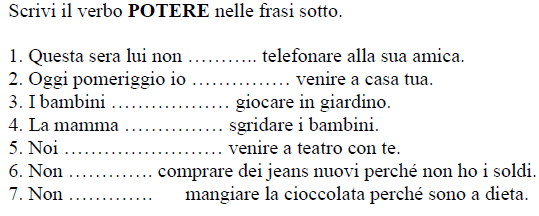 Scrivi il verbo POTERE nelle frasi sotto.
1. Questa sera lui non ……….. telefonare alla sua amica.
2. Oggi pomeriggio io …………… venire a casa tua.
3. I bambini ……………… giocare in giardino.
4. La mamma …………… sgridare i bambini.
5. Noi …………………… venire a teatro con te.
6. Non …………. comprare dei jeans nuovi perché non ho i soldi.
7. Non …………. mangiare la cioccolata perché sono a dieta.